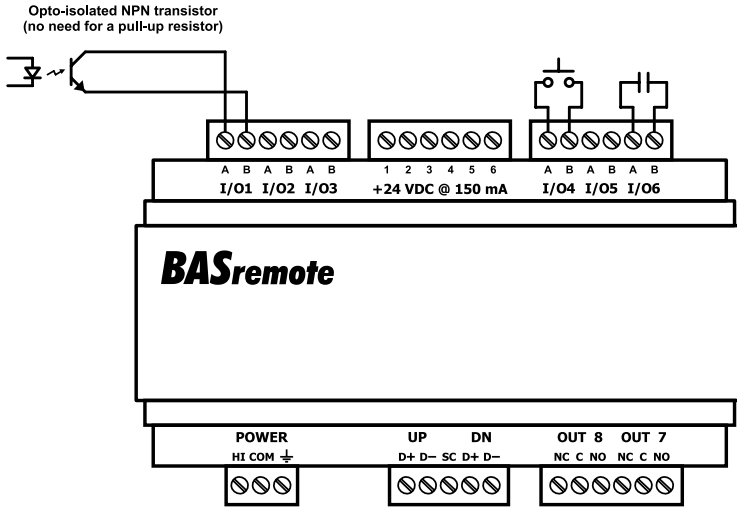 Opto-isolated NPN transistor
(no need for a pull-up resistor)
A B A B A B
I/O1 I/O2 I/O3
1 2 3 4 5 6
+24 VDC @ 150 mA
A B A B A B
I/O4 I/O5 I/O6
BASremote
POWER
HI COM
UP DN
D+ D− SC D+ D−
OUT 8 OUT 7
NC C NO NC C NO